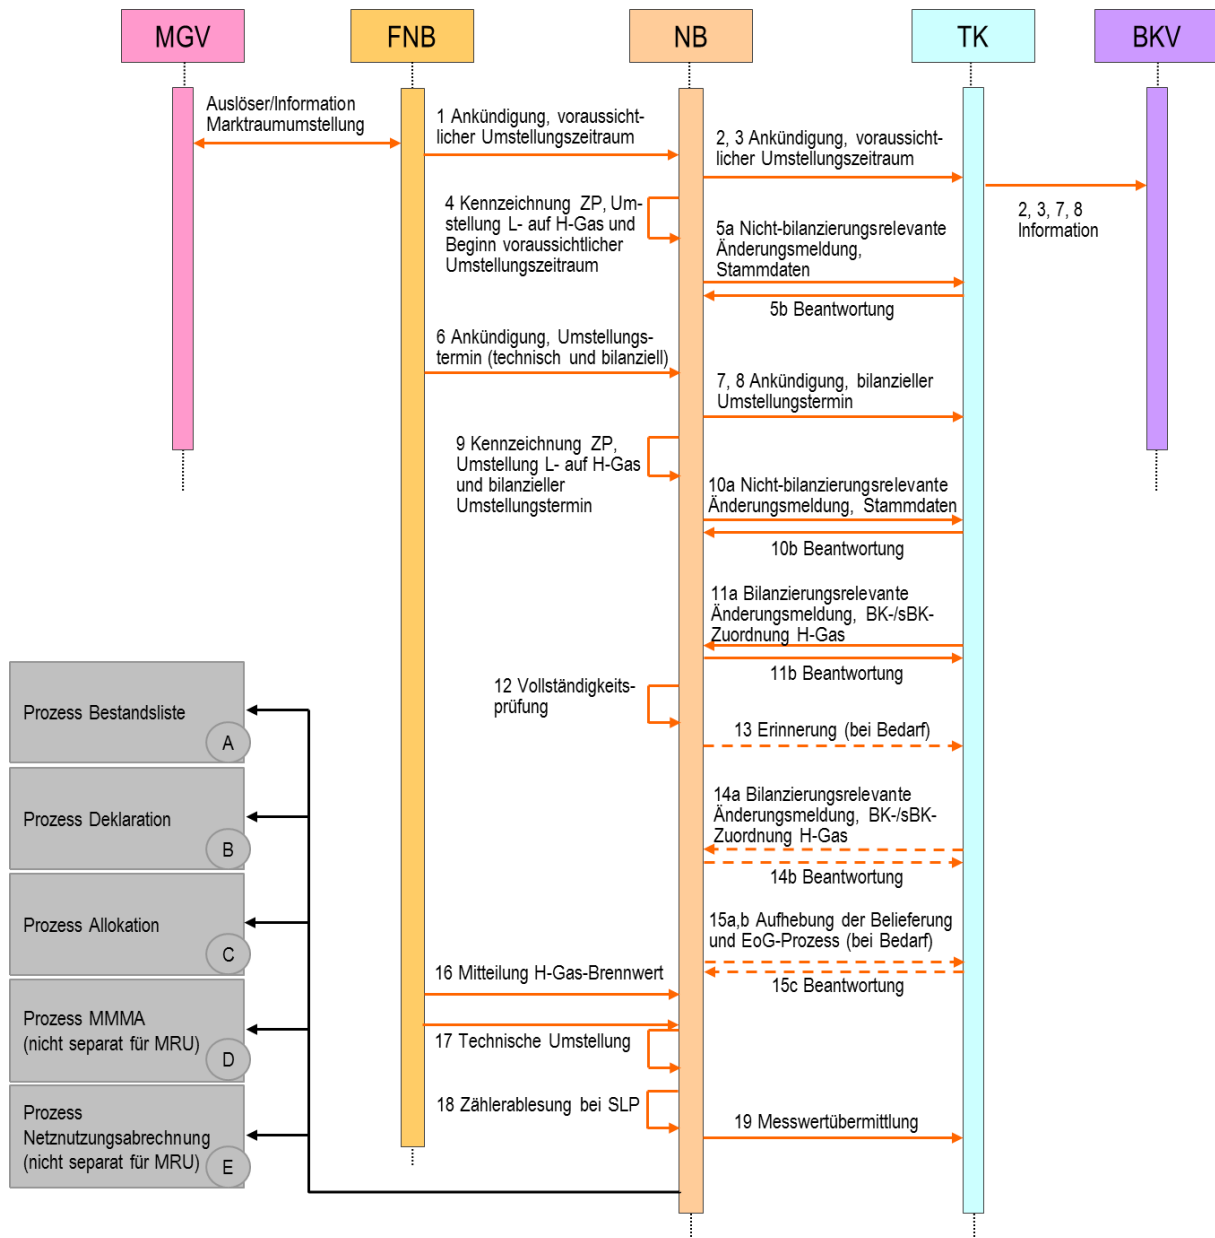 MGV
FNB
NB
TK
BKV
Auslöser/Information
Marktraumumstellung
1 Ankündigung, voraussicht-
licher Umstellungszeitraum
2, 3 Ankündigung, voraussicht-
licher Umstellungszeitraum
2, 3, 7, 8
Information
4 Kennzeichnung ZP, Um-
stellung L- auf H-Gas und
Beginn voraussichtlicher
Umstellungszeitraum
5a Nicht-bilanzierungsrelevante
Änderungsmeldung,
Stammdaten
5b Beantwortung
6 Ankündigung, Umstellungs-
termin (technisch und bilanziell)
7, 8 Ankündigung, bilanzieller
Umstellungstermin
9 Kennzeichnung ZP,
Umstellung L- auf H-Gas
und bilanzieller
Umstellungstermin
10a Nicht-bilanzierungsrelevante
Änderungsmeldung, Stammdaten
10b Beantwortung
11a Bilanzierungsrelevante
Änderungsmeldung, BK-/sBK-
Zuordnung H-Gas
11b Beantwortung
12 Vollständigkeits-
prüfung
13 Erinnerung (bei Bedarf)
14a Bilanzierungsrelevante
Änderungsmeldung, BK-/sBK-
Zuordnung H-Gas
14b Beantwortung
15a,b Aufhebung der Belieferung
und EoG-Prozess (bei Bedarf)
15c Beantwortung
16 Mitteilung H-Gas-Brennwert
17 Technische Umstellung
18 Zählerablesung bei SLP
19 Messwertübermittlung
Prozess Bestandsliste
A
Prozess Deklaration
B
Prozess Allokation
C
Prozess MMMA
(nicht separat für MRU)
D
Prozess
Netznutzungsabrechnung
(nicht separat für MRU)
E